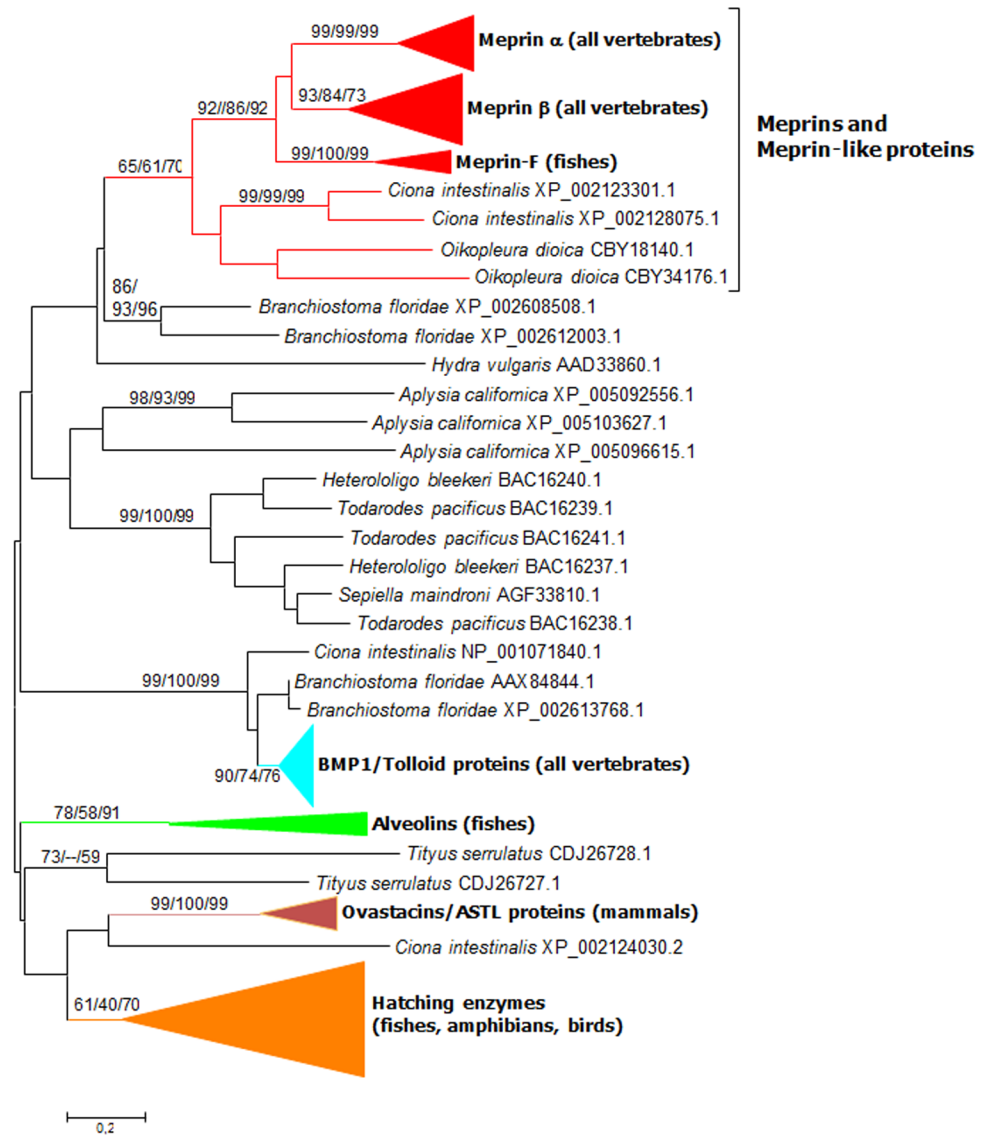 99/99/99
Meprin α (all vertebrates)
93/84/73
Meprin β (all vertebrates)
92//86/92
99/100/99
Meprin-F (fishes)
Meprins and
Meprin-like proteins
65/61/70
99/99/99
Ciona intestinalis XP_002123301.1
Ciona intestinalis XP_002128075.1
Oikopleura dioica CBY18140.1
Oikopleura dioica CBY34176.1
86/
93/96
Branchiostoma floridae XP_002608508.1
Branchiostoma floridae XP_002612003.1
Hydra vulgaris AAD33860.1
98/93/99
Aplysia californica XP_005092556.1
Aplysia californica XP_005103627.1
Aplysia californica XP_005096615.1
Heterololigo bleekeri BAC16240.1
99/100/99
Todarodes pacificus BAC16239.1
Todarodes pacificus BAC16241.1
Heterololigo bleekeri BAC16237.1
Sepiella maindroni AGF33810.1
Todarodes pacificus BAC16238.1
Ciona intestinalis NP_001071840.1
99/100/99
Branchiostoma floridae AAX84844.1
Branchiostoma floridae XP_002613768.1
BMP1/Tolloid proteins (all vertebrates)
90/74/76
78/58/91
Alveolins (fishes)
73/--/59
Tityus serrulatus CDJ26728.1
Tityus serrulatus CDJ26727.1
99/100/99
Ovastacins/ASTL proteins (mammals)
Ciona intestinalis XP_002124030.2
61/40/70
Hatching enzymes
(fishes, amphibians, birds)
0,2